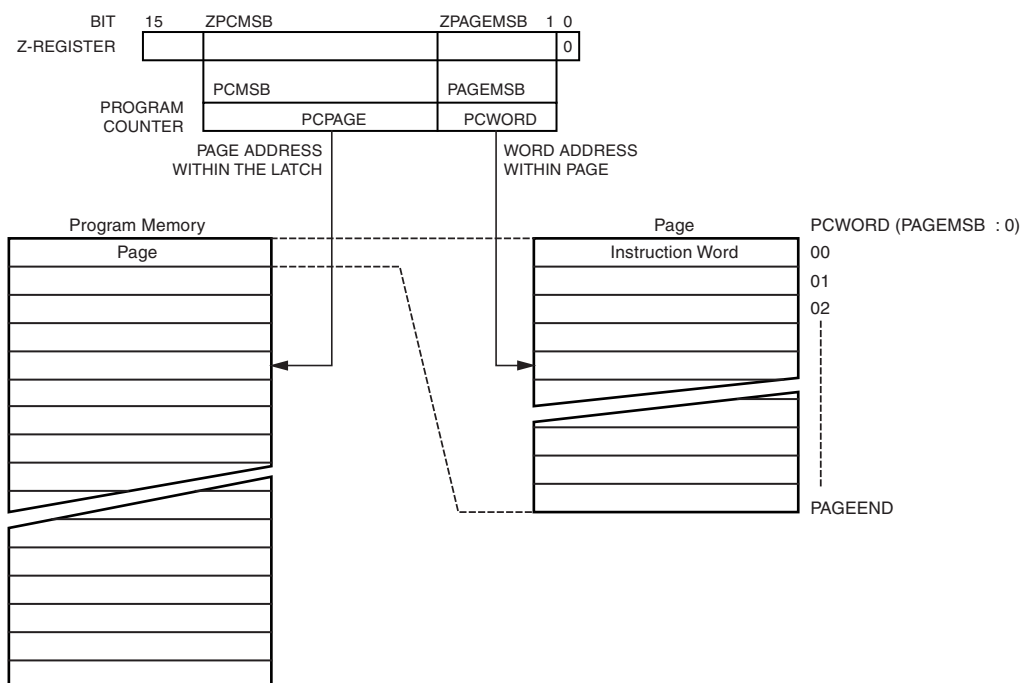 BIT 15 ZPCMSB ZPAGEMSB 1 0
Z-REGISTER 0
PCMSB PAGEMSB
PROGRAM
COUNTER
PCPAGE PCWORD
PAGE ADDRESS
WITHIN THE LATCH
WORD ADDRESS
WITHIN PAGE
Program Memory Page PCWORD (PAGEMSB : 0)
Page Instruction Word 00
01
02
PAGEEND